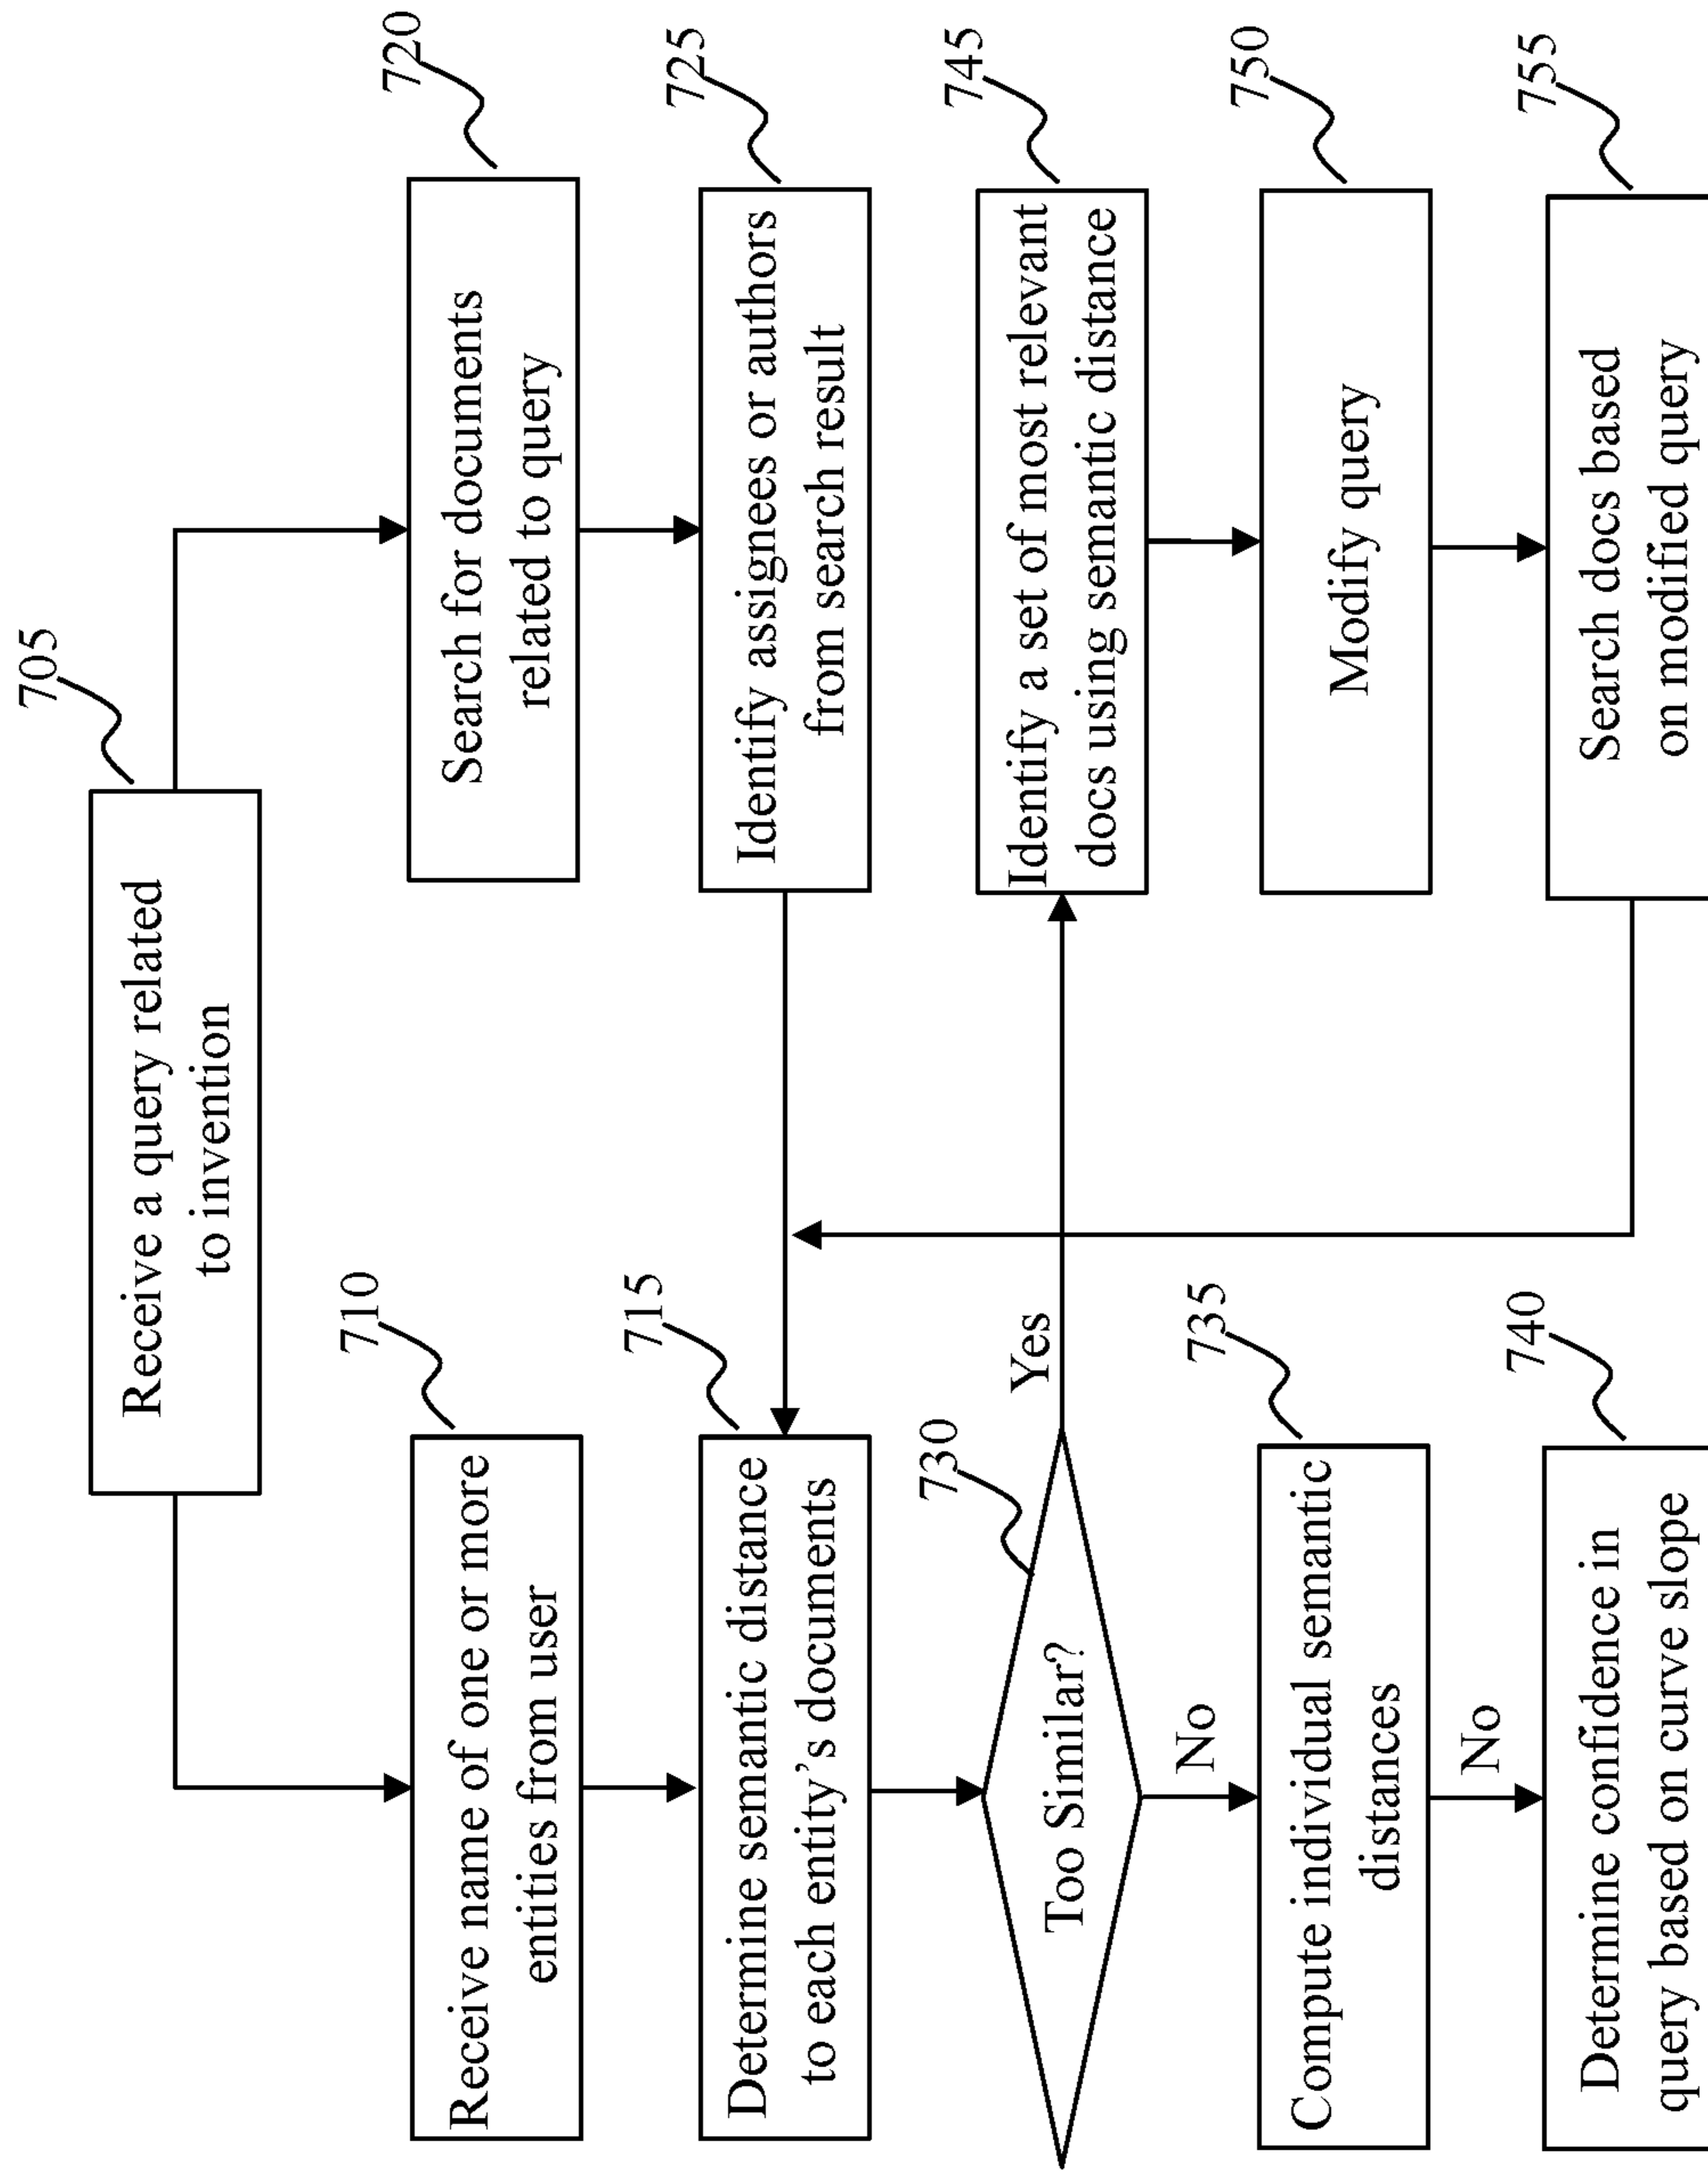 705
Receive a query related
to invention
710
Receive name of one or more
entities from user
720
Search for documents
related to query
715
Determine semantic distance
to each entity’s documents
725
Identify assignees or authors
from search result
730
Too Similar?
Yes
745
Identify a set of most relevant
docs using semantic distance
No
735
Compute individual semantic
distances
750
Modify query
No
740
Determine confidence in
query based on curve slope
755
Search docs based
on modified query